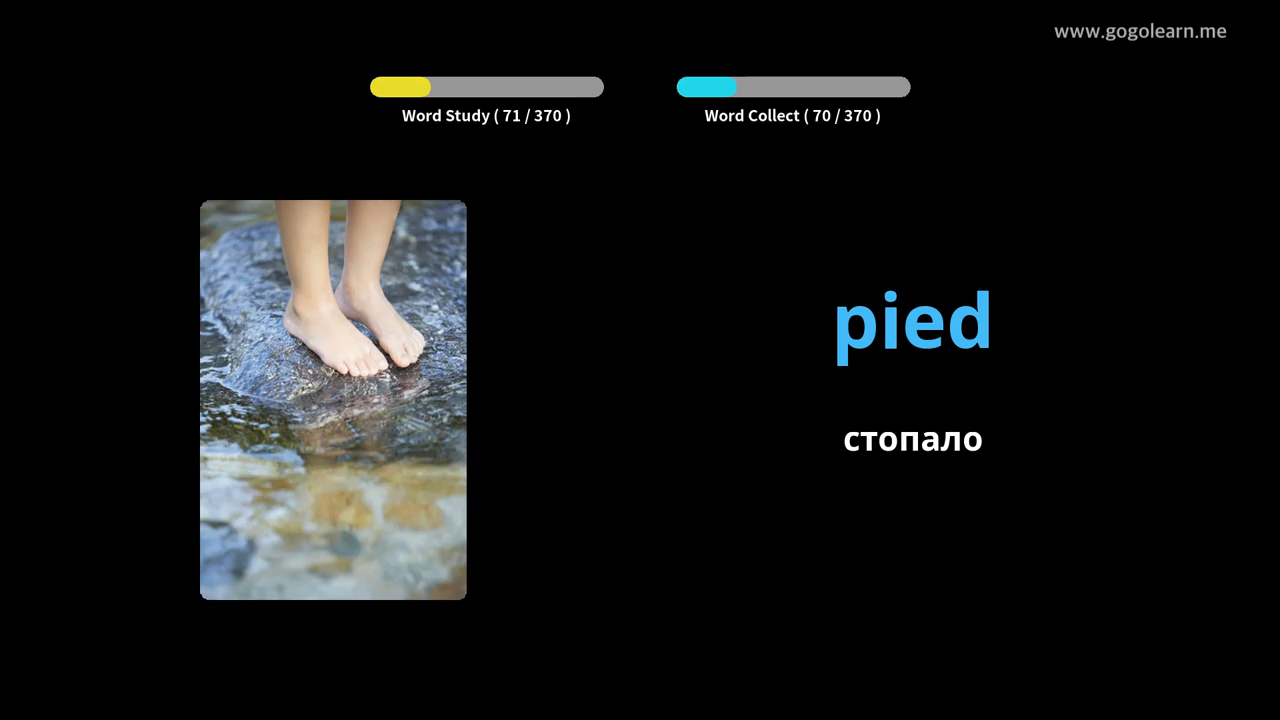 www.gogolearn.me
Word Study ( 71 / 370 )
Word Collect ( 70 / 370 )
pied
стопало